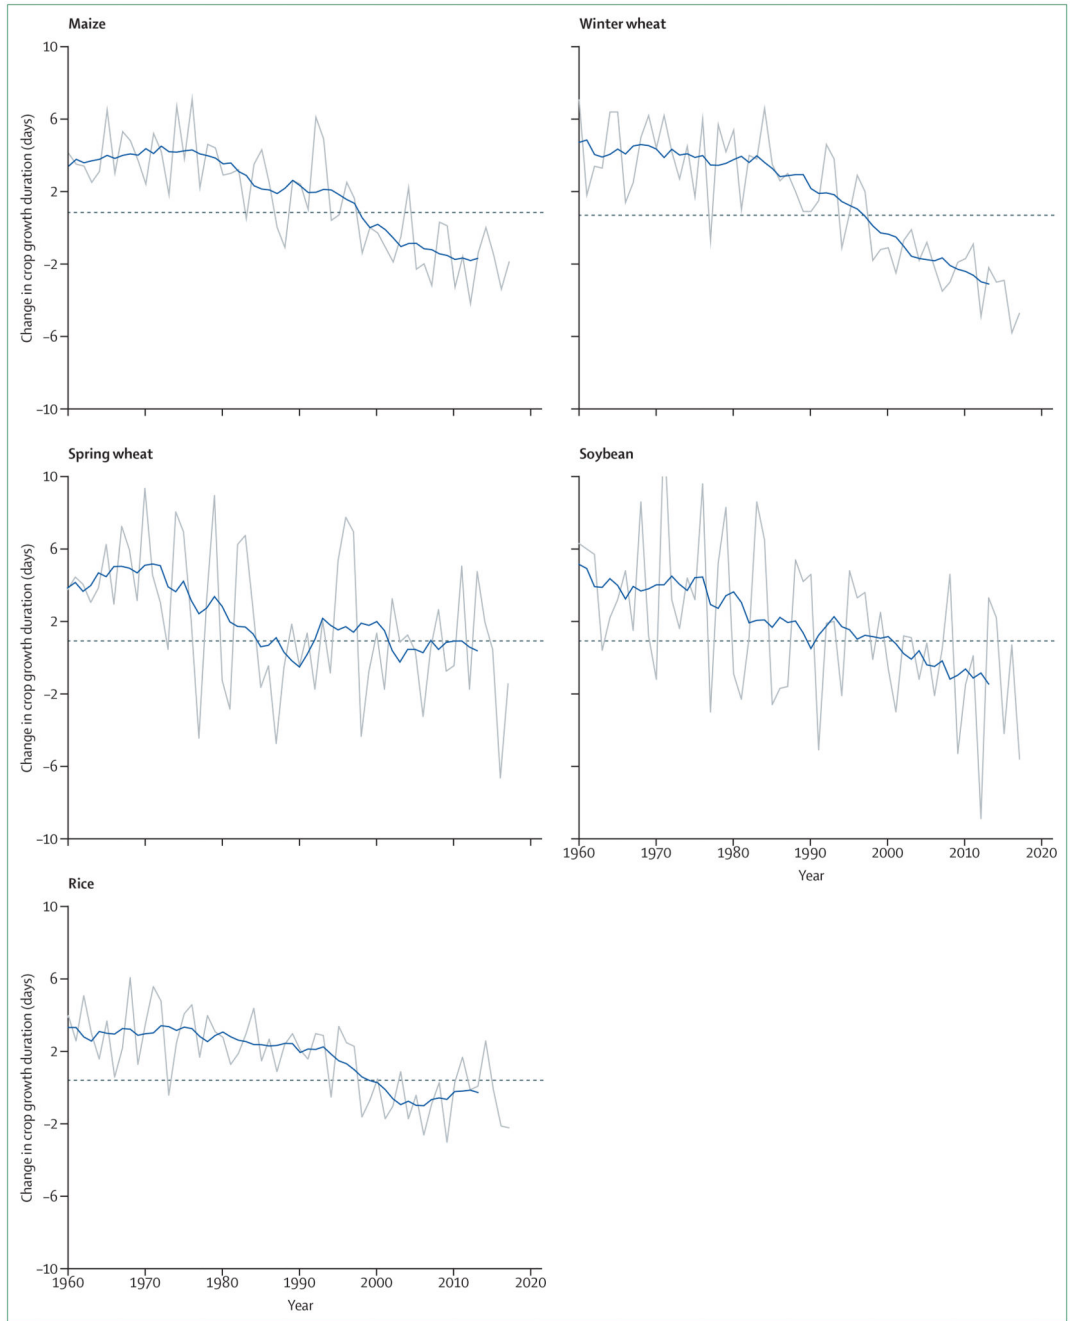 Maize
Winter wheat
Change in crop growth duration (days)
10
6
2
–2
–6
–10
Spring wheat
Soybean
Change in crop growth duration (days)
10
6
2
–2
–6
–10
1960 1970 1980 1990 2000 2010 2020
Year
Rice
Change in crop growth duration (days)
10
6
2
–2
–6
–10
1960 1970 1980 1990 2000 2010 2020
Year